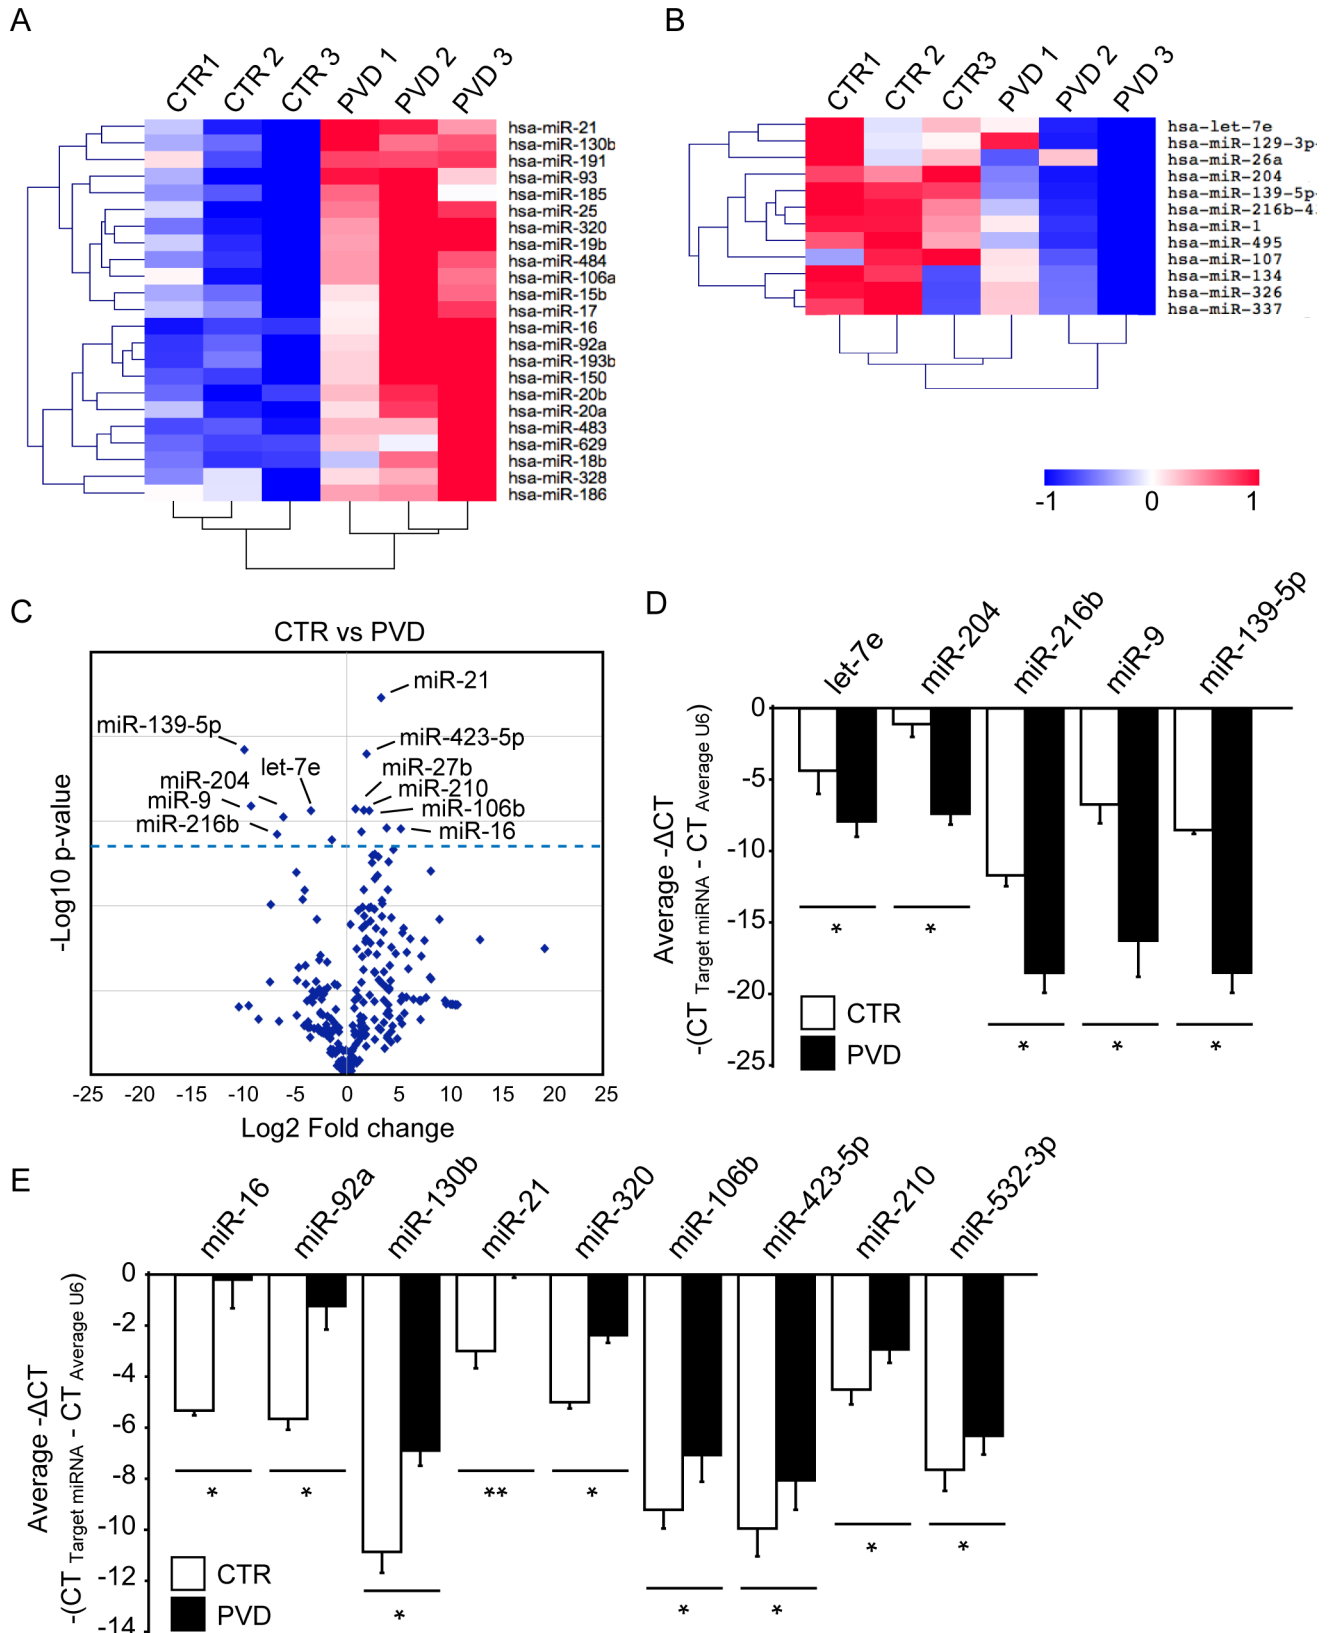 A
CTR1 CTR 2 CTR 3 PVD 1 PVD 2 PVD 3
hsa-miR-21
hsa-miR-130b
hsa-miR-191
hsa-miR-93
hsa-miR-185
hsa-miR-25
hsa-miR-320
hsa-miR-19b
hsa-miR-484
hsa-miR-106a
hsa-miR-15b
hsa-miR-17
hsa-miR-16
hsa-miR-92a
hsa-miR-193b
hsa-miR-150
hsa-miR-20b
hsa-miR-20a
hsa-miR-483
hsa-miR-629
hsa-miR-18b
hsa-miR-328
hsa-miR-186
B
CTR1 CTR 2 CTR3 PVD 1 PVD 2 PVD 3
hsa-let-7e
hsa-miR-129-3p
hsa-miR-26a
hsa-miR-204
hsa-miR-139-5p
hsa-miR-216b-4
hsa-miR-1
hsa-miR-495
hsa-miR-107
hsa-miR-134
hsa-miR-326
hsa-miR-337
-1 0 1
C
CTR vs PVD
miR-21
miR-139-5p
miR-423-5p
let-7e
miR-27b
miR-204
miR-210
miR-9
miR-106b
miR-216b
miR-16
-Log10 p-value
-25 -20 -15 -10 -5 0 5 10 15 20 25
Log2 Fold change
D
let-7e miR-204 miR-216b miR-9 miR-139-5p
Average -ΔCT
-(CT Target miRNA - CT Average U6)
0
-5
-10
-15
-20
-25
* *
* * *
CTR
PVD
E
miR-16 miR-92a miR-130b miR-21 miR-320 miR-106b miR-423-5p miR-210 miR-532-3p
Average -ΔCT
-(CT Target miRNA - CT Average U6)
0
-2
-4
-6
-8
-10
-12
-14
* * ** *
* *
* * *
CTR
PVD